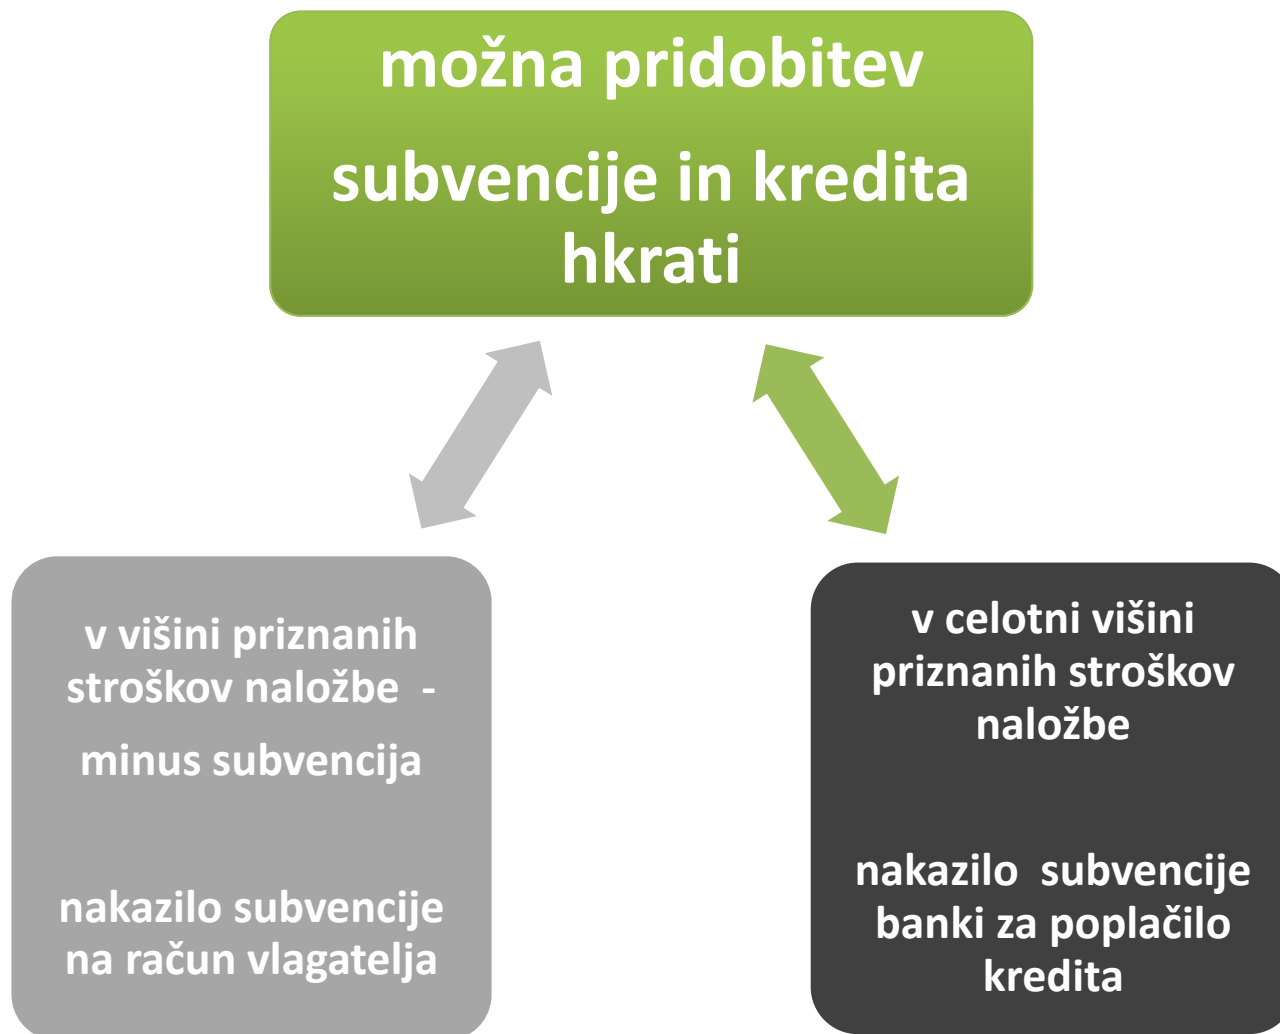 možna pridobitev
subvencije in kredita
hkrati
v višini priznanih
stroškov naložbe  -
minus subvencija
nakazilo subvencije
na račun vlagatelja
v celotni višini
priznanih stroškov
naložbe
nakazilo  subvencije
banki za poplačilo
kredita